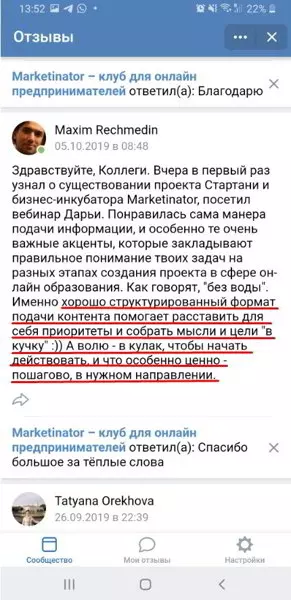 13:52
22%
Отзывы
Marketinator – клуб для онлайн
предпринимателей ответил(а): Благодарю
Maxim Rechmedin
05.10.2019 в 08:48
Здравствуйте, Коллеги. Вчера в первый раз
узнал о существовании проекта Стартани и
бизнес-инкубатора Marketinator, посетил
вебинар Дарьи. Понравилась сама манера
подачи информации, и особенно те очень
важные акценты, которые закладывают
правильное понимание твоих задач на
разных этапах создания проекта в сфере он-
лайн образования. Как говорят, "без воды".
Именно хорошо структурированный формат
подачи контента помогает расставить для
себя приоритеты и собрать мысли и цели "в
кучку" :)) А волю - в кулак, чтобы начать
действовать, и что особенно ценно -
пошагово, в нужном направлении.
Marketinator – клуб для онлайн
предпринимателей ответил(а): Спасибо
большое за тёплые слова
Tatyana Orekhova
26.09.2019 в 22:39
Сообщество
Мои отзывы
Настройки